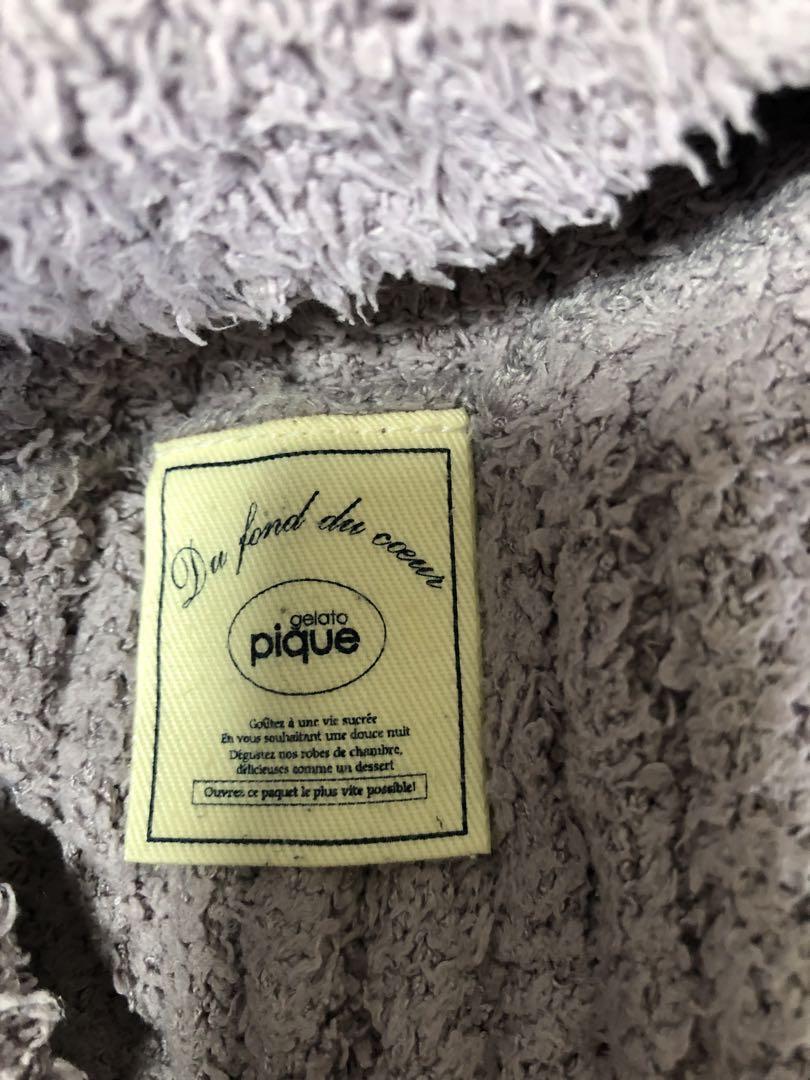 Du fond du cœur
gelato
pique
Goûtez à une vie sucrée
En vous souhaitant une douce nuit
Dégustez nos robes de chambre,
délicieuses comme un dessert
Ouvrez ce paquet le plus vite possible!